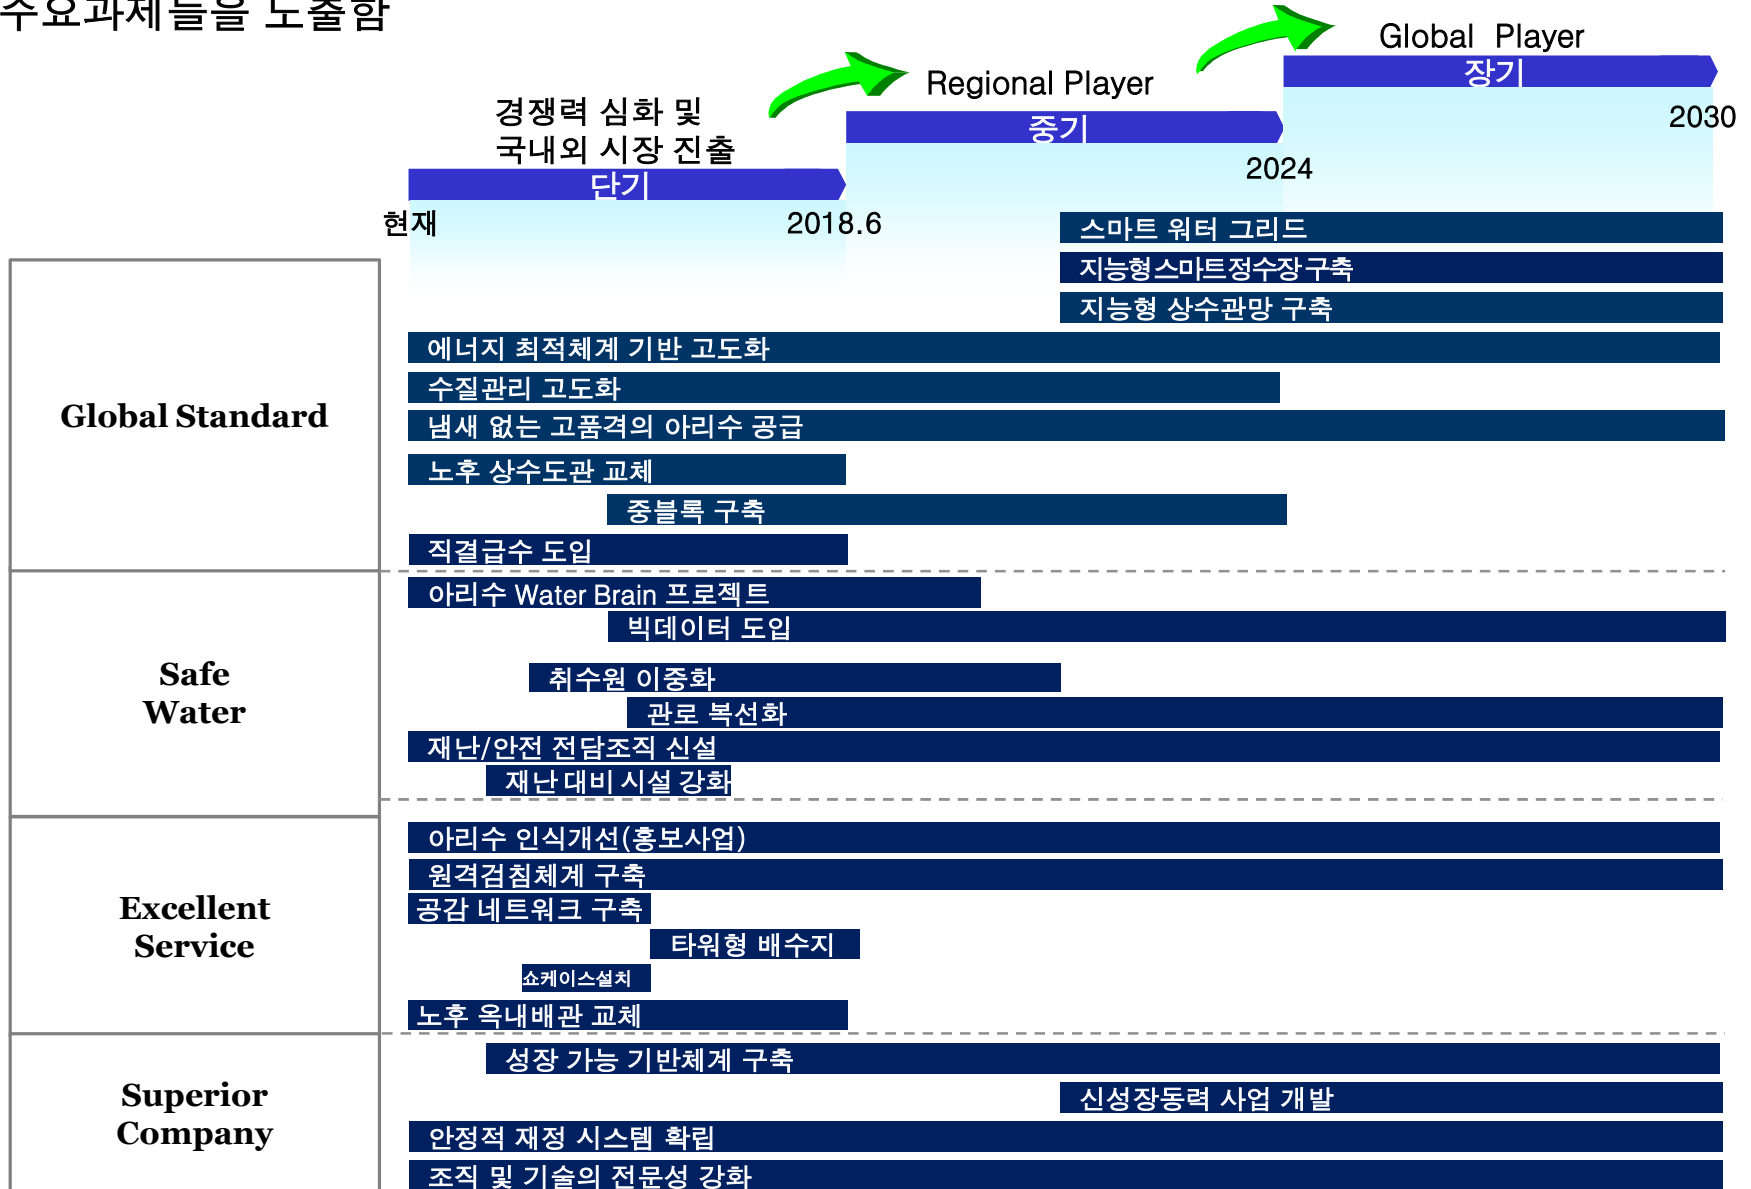 주요과제들을 도출함
Global Player
장기
2030
Regional Player
중기
2024
경쟁력 심화 및
국내외 시장 진출
단기
현재
2018.6
스마트 워터 그리드
지능형스마트정수장구축
지능형 상수관망 구축
Global Standard
에너지 최적체계 기반 고도화
수질관리 고도화
냄새 없는 고품격의 아리수 공급
노후 상수도관 교체
중블록 구축
직결급수 도입
Safe
Water
아리수 Water Brain 프로젝트
빅데이터 도입
취수원 이중화
관로 복선화
재난/안전 전담조직 신설
재난 대비 시설 강화
Excellent
Service
아리수 인식개선(홍보사업)
원격검침체계 구축
공감 네트워크 구축
타워형 배수지
쇼케이스설치
노후 옥내배관 교체
Superior
Company
성장 가능 기반체계 구축
신성장동력 사업 개발
안정적 재정 시스템 확립
조직 및 기술의 전문성 강화